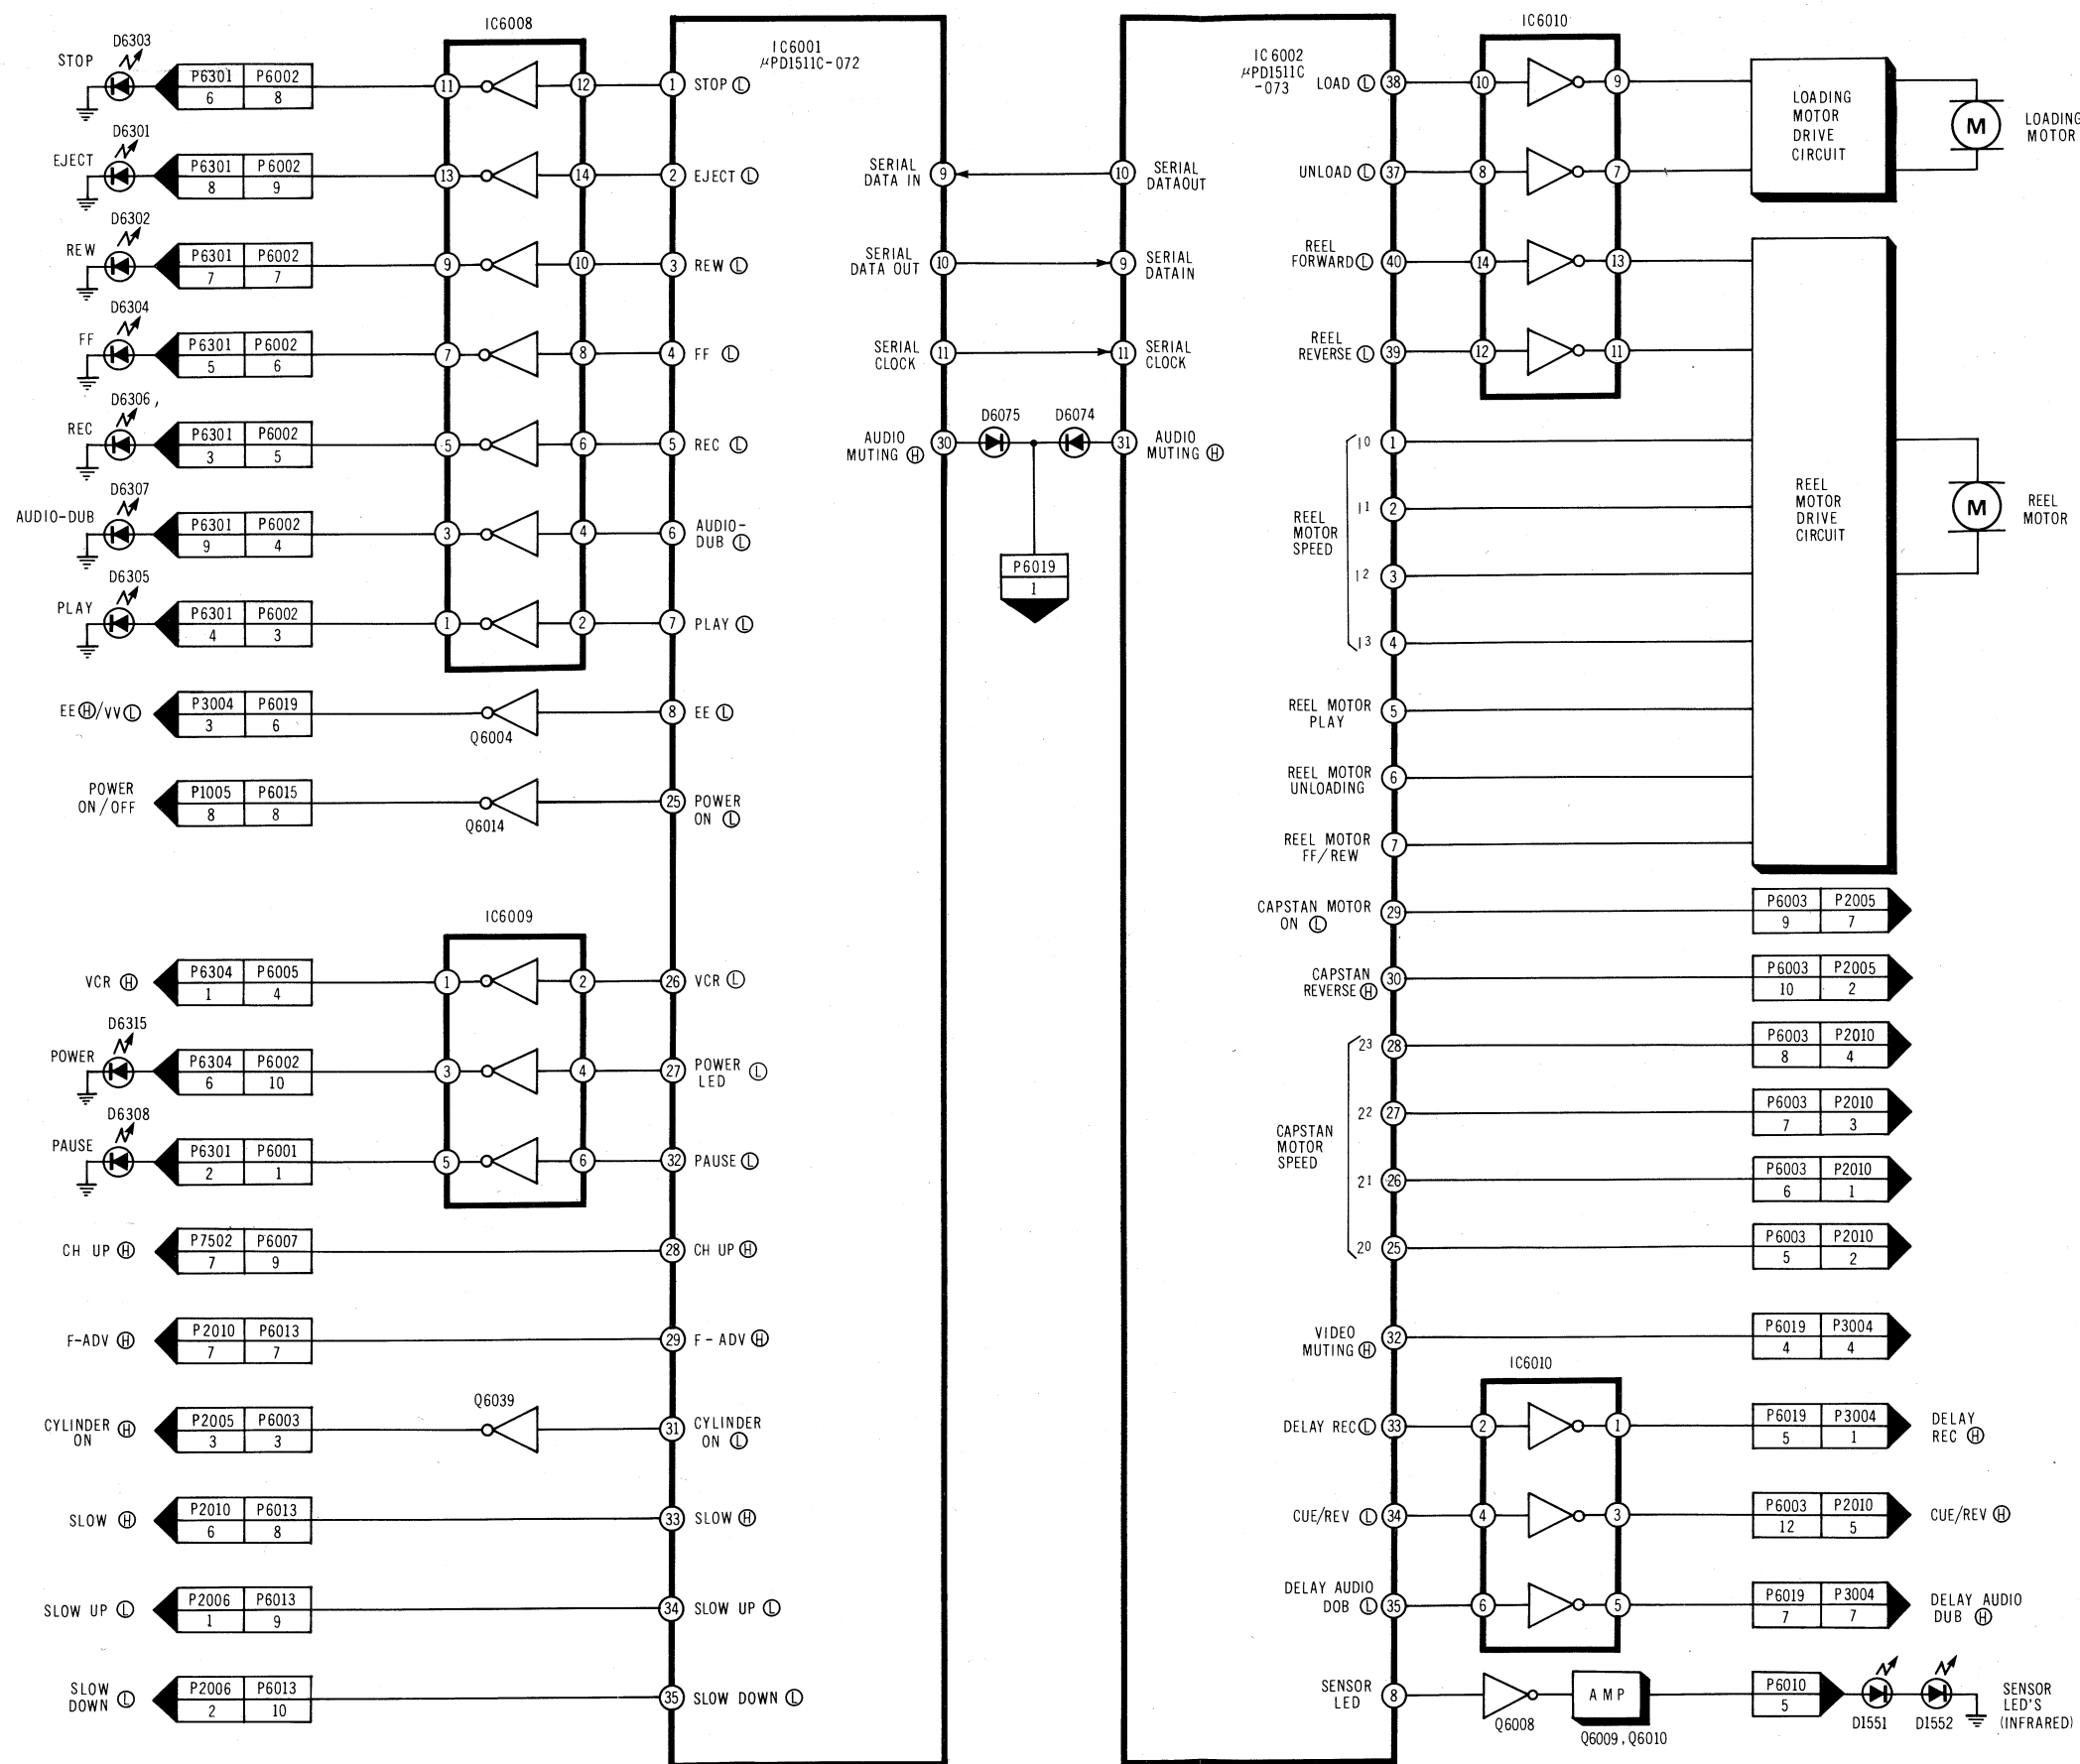 IC6008
IC6001
μPD1511C-072
IC6002
μPD1511C
-073
IC6010
STOP
D6303
P6301 P6002
6 8
11
12
1
STOP Ⓛ
EJECT
D6301
P6301 P6002
8 9
13
14
2
EJECT Ⓛ
REW
D6302
P6301 P6002
7 7
9
10
3
REW Ⓛ
FF
D6304
P6301 P6002
5 6
7
8
4
FF Ⓛ
REC
D6306,
P6301 P6002
3 5
5
6
5
REC Ⓛ
AUDIO-DUB
D6307
P6301 P6002
9 4
3
4
6
AUDIO-
DUB Ⓛ
PLAY
D6305
P6301 P6002
4 3
1
2
7
PLAY Ⓛ
EEⒽ/VVⓁ
P3004 P6019
3 6
Q6004
8
EE Ⓛ
POWER
ON/OFF
P1005 P6015
8 8
Q6014
25
POWER
ON Ⓛ
IC6009
VCR Ⓗ
P6304 P6005
1 4
1
2
26
VCR Ⓛ
POWER
D6315
P6304 P6002
6 10
3
4
27
POWER
LED Ⓛ
PAUSE
D6308
P6301 P6001
2 1
5
6
32
PAUSE Ⓛ
CH UP Ⓗ
P7502 P6007
7 9
28
CH UP Ⓗ
F-ADV Ⓗ
P2010 P6013
7 7
29
F-ADV Ⓗ
CYLINDER
ON Ⓗ
P2005 P6003
3 3
Q6039
31
CYLINDER
ON Ⓛ
SLOW Ⓗ
P2010 P6013
6 8
33
SLOW Ⓗ
SLOW UP Ⓛ
P2006 P6013
1 9
34
SLOW UP Ⓛ
SLOW
DOWN Ⓛ
P2006 P6013
2 10
35
SLOW DOWN Ⓛ
SERIAL
DATA IN
9
10
SERIAL
DATAOUT
SERIAL
DATA OUT
10
9
SERIAL
DATAIN
SERIAL
CLOCK
11
11
SERIAL
CLOCK
AUDIO
MUTING Ⓗ
30
D6075
D6074
31
AUDIO
MUTING Ⓗ
P6019
1
LOAD Ⓛ
38
10
9
UNLOAD Ⓛ
37
8
7
LOADING
MOTOR
DRIVE
CIRCUIT
M
LOADING
MOTOR
REEL
FORWARD Ⓛ
40
14
13
REEL
REVERSE Ⓛ
39
12
11
REEL
MOTOR
SPEED
10
1
11
2
12
3
13
4
REEL
MOTOR
DRIVE
CIRCUIT
M
REEL
MOTOR
REEL MOTOR
PLAY
5
REEL MOTOR
UNLOADING
6
REEL MOTOR
FF/REW
7
CAPSTAN MOTOR
ON Ⓛ
29
P6003 P2005
9 7
CAPSTAN
REVERSE Ⓗ
30
P6003 P2005
10 2
CAPSTAN
MOTOR
SPEED
23
28
P6003 P2010
8 4
22
27
P6003 P2010
7 3
21
26
P6003 P2010
6 1
20
25
P6003 P2010
5 2
VIDEO
MUTING Ⓗ
32
P6019 P3004
4 4
IC6010
DELAY REC Ⓛ
33
2
1
P6019 P3004
5 1
DELAY
REC Ⓗ
CUE/REV Ⓛ
34
4
3
P6003 P2010
12 5
CUE/REV Ⓗ
DELAY AUDIO
DOB Ⓛ
35
6
5
P6019 P3004
7 7
DELAY AUDIO
DUB Ⓗ
SENSOR
LED
8
Q6008
AMP
Q6009, Q6010
P6010
5
D1551
D1552
SENSOR
LED'S
(INFRARED)